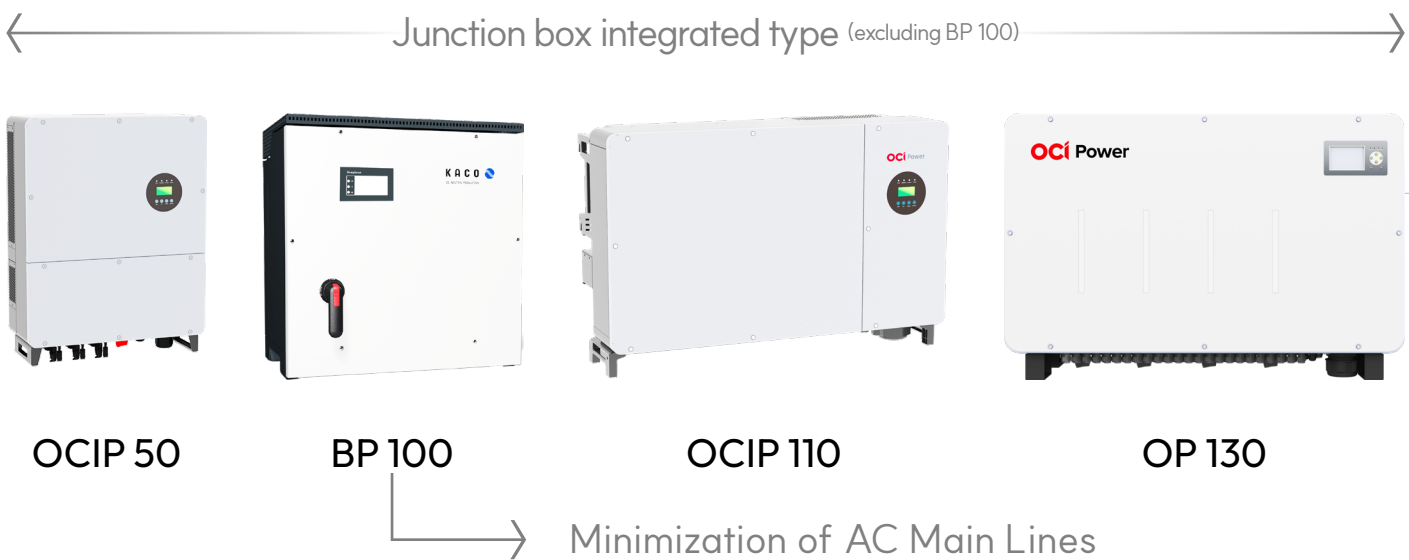 Junction box integrated type (excluding BP 100)
KACO
OCI Power
OCI Power
OCIP 50
BP 100
OCIP 110
OP 130
Minimization of AC Main Lines